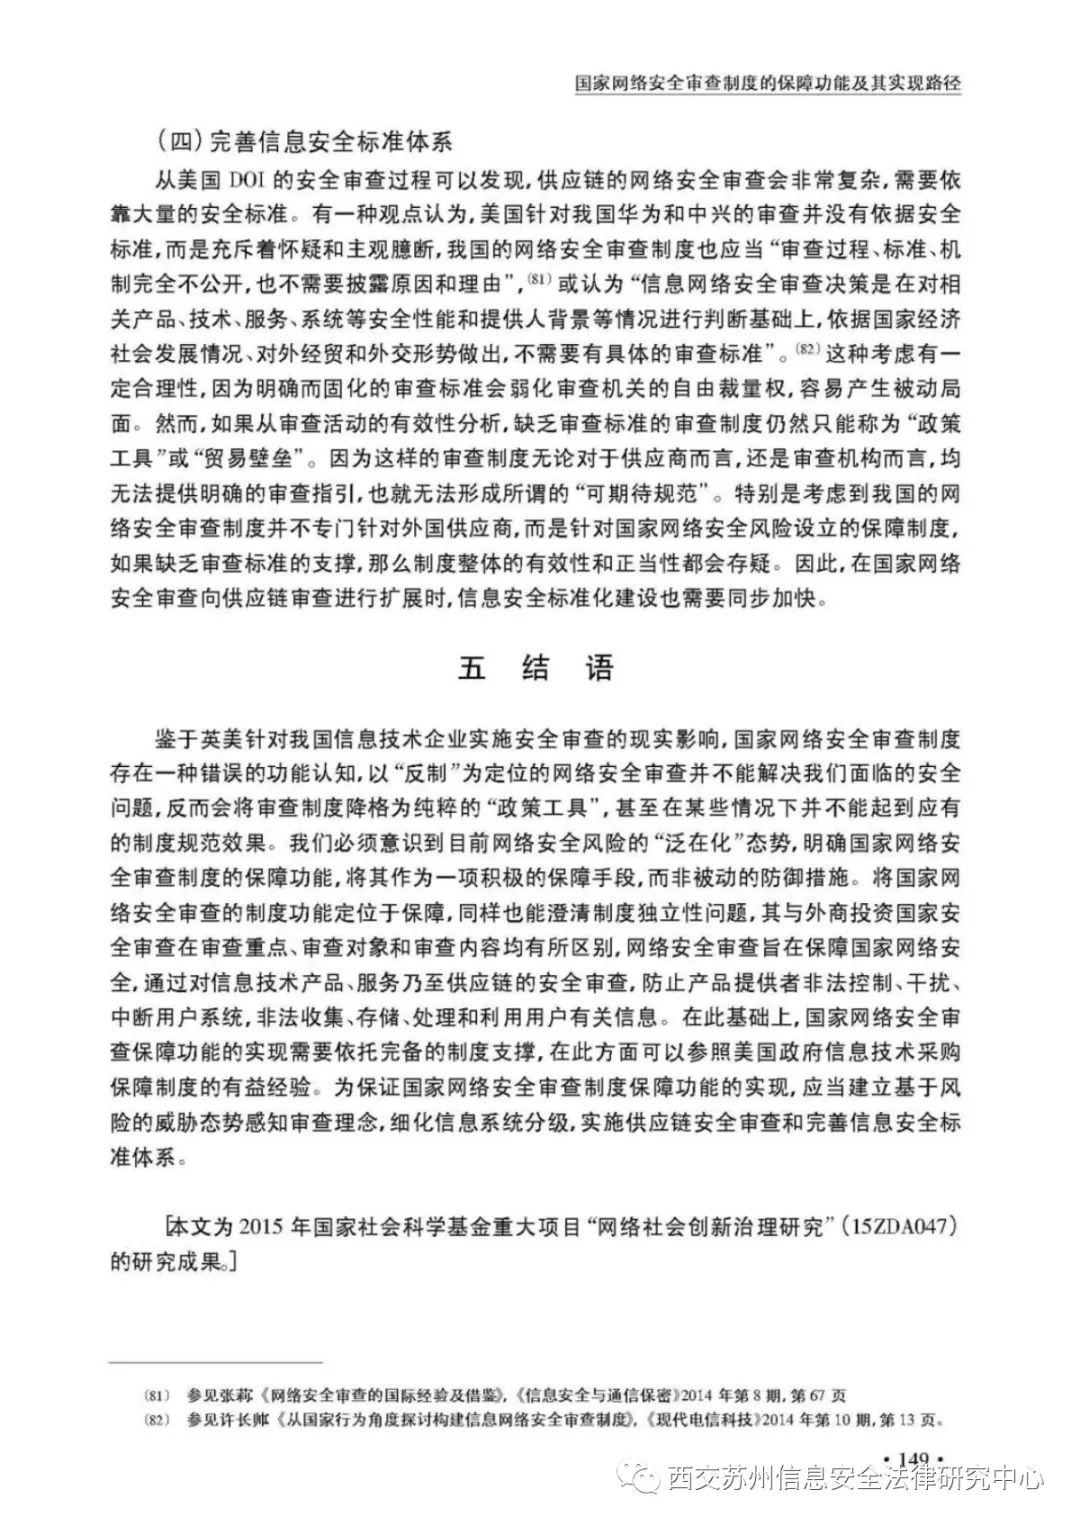 国家网络安全审查制度的保障功能及其实现路径
（四）完善信息安全标准体系
从美国 DOI 的安全审查过程可以发现,供应链的网络安全审查会非常复杂,需要依
靠大量的安全标准。有一种观点认为,美国针对我国华为和中兴的审查并没有依据安全
标准,而是充斥着怀疑和主观臆断,我国的网络安全审查制度也应当“审查过程、标准、机
制完全不公开,也不需要披露原因和理由”,(81)或认为“信息网络安全审查决策是在对相
关产品、技术、服务、系统等安全性能和提供人背景等情况进行判断基础上,依据国家经济
社会发展情况、对外经贸和外交形势做出,不需要有具体的审查标准”。(82)这种考虑有一
定合理性,因为明确而固化的审查标准会弱化审查机关的自由裁量权,容易产生被动局
面。然而,如果从审查活动的有效性分析,缺乏审查标准的审查制度仍然只能称为“政策
工具”或“贸易壁垒”。因为这样的审查制度无论对于供应商而言,还是审查机构而言,均
无法提供明确的审查指引,也就无法形成所谓的“可期待规范”。特别是考虑到我国的网
络安全审查制度并不专门针对外国供应商,而是针对国家网络安全风险设立的保障制度,
如果缺乏审查标准的支撑,那么制度整体的有效性和正当性都会存疑。因此,在国家网络
安全审查向供应链审查进行扩展时,信息安全标准化建设也需要同步加快。
五 结 语
鉴于英美针对我国信息技术企业实施安全审查的现实影响,国家网络安全审查制度
存在一种错误的功能认知,以“反制”为定位的网络安全审查并不能解决我们面临的安全
问题,反而会将审查制度降格为纯粹的“政策工具”,甚至在某些情况下并不能起到应有
的制度规范效果。我们必须意识到目前网络安全风险的“泛在化”态势,明确国家网络安
全审查制度的保障功能,将其作为一项积极的保障手段,而非被动的防御措施。将国家网
络安全审查的制度功能定位于保障,同样也能澄清制度独立性问题,其与外商投资国家安
全审查在审查重点、审查对象和审查内容均有所区别,网络安全审查旨在保障国家网络安
全,通过对信息技术产品、服务乃至供应链的安全审查,防止产品提供者非法控制、干扰、
中断用户系统,非法收集、存储、处理和利用用户有关信息。在此基础上,国家网络安全审
查保障功能的实现需要依托完备的制度支撑,在此方面可以参照美国政府信息技术采购
保障制度的有益经验。为保证国家网络安全审查制度保障功能的实现,应当建立基于风
险的威胁态势感知审查理念,细化信息系统分级,实施供应链安全审查和完善信息安全标
准体系。
[本文为 2015 年国家社会科学基金重大项目“网络社会创新治理研究”(15ZDA047)
的研究成果。]
(81) 参见张莉:《网络安全审查的国际经验及借鉴》,《信息安全与通信保密》2014 年第 8 期,第 67 页
(82) 参见许长帅:《从国家行为角度探讨构建信息网络安全审查制度》,《现代电信科技》2014 年第 10 期,第 13 页。
· 149 ·
西交苏州信息安全法律研究中心